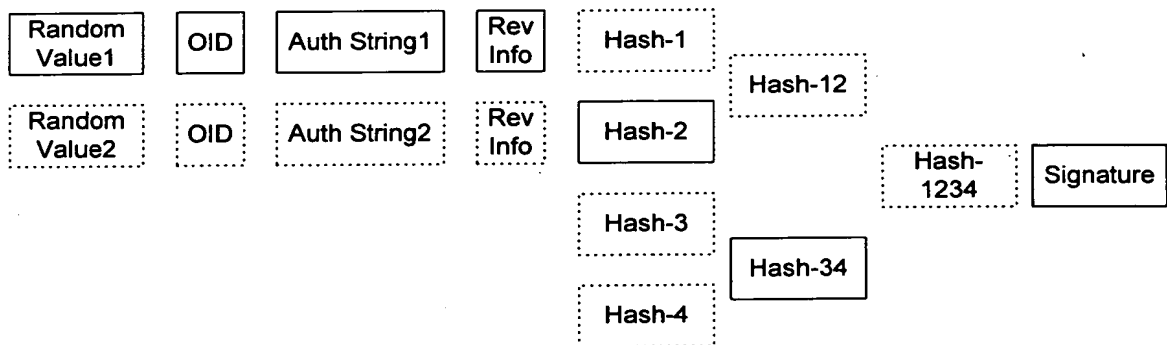 Random
Value1
OID
Auth String1
Rev
Info
Hash-1
Hash-12
Random
Value2
OID
Auth String2
Rev
Info
Hash-2
Hash-
1234
Signature
Hash-3
Hash-34
Hash-4